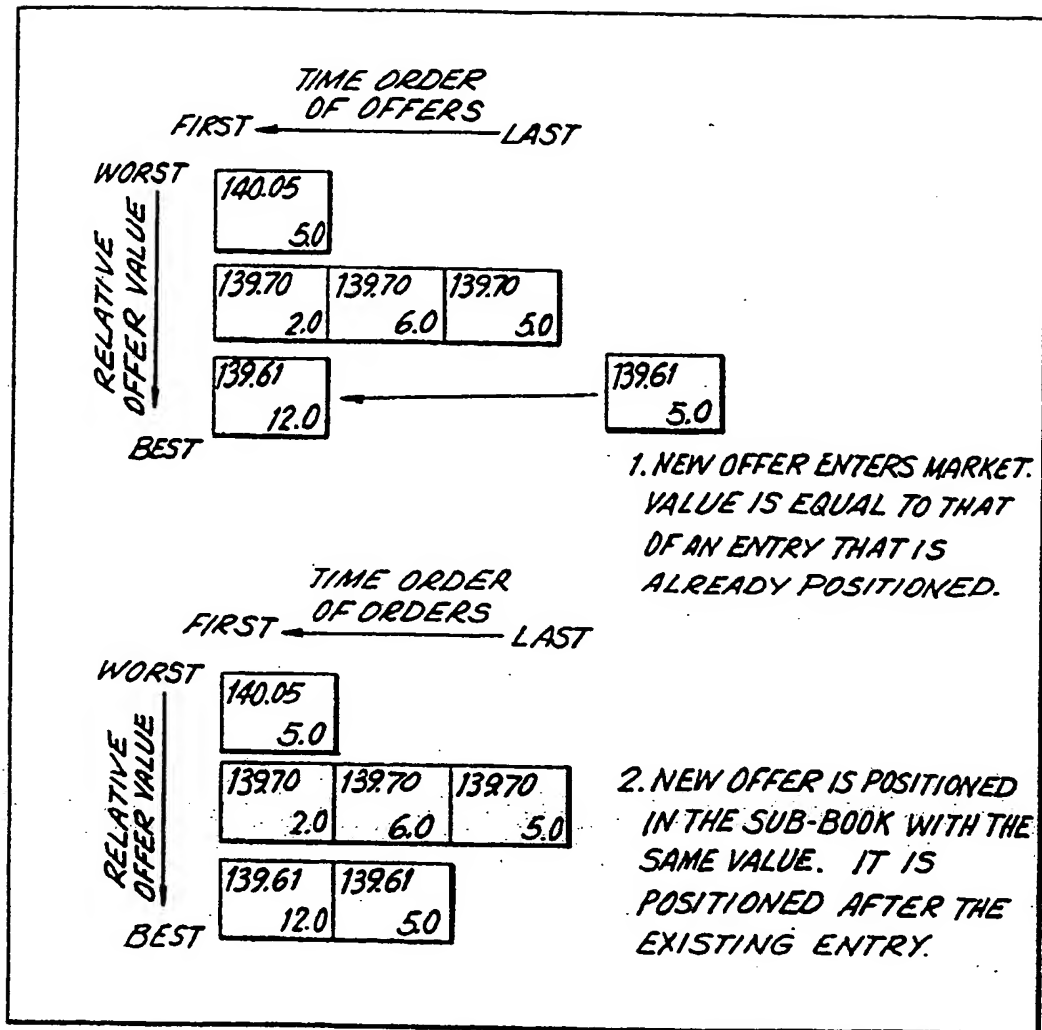 TIME ORDER
OF OFFERS
FIRST LAST
WORST
RELATIVE
OFFER VALUE
BEST
140.05
5.0
139.70 139.70 139.70
2.0 6.0 5.0
139.61 139.61
12.0 5.0
1. NEW OFFER ENTERS MARKET.
VALUE IS EQUAL TO THAT
OF AN ENTRY THAT IS
ALREADY POSITIONED.
TIME ORDER
OF ORDERS
FIRST LAST
WORST
RELATIVE
OFFER VALUE
BEST
140.05
5.0
139.70 139.70 139.70
2.0 6.0 5.0
139.61 139.61
12.0 5.0
2. NEW OFFER IS POSITIONED
IN THE SUB-BOOK WITH THE
SAME VALUE. IT IS
POSITIONED AFTER THE
EXISTING ENTRY.